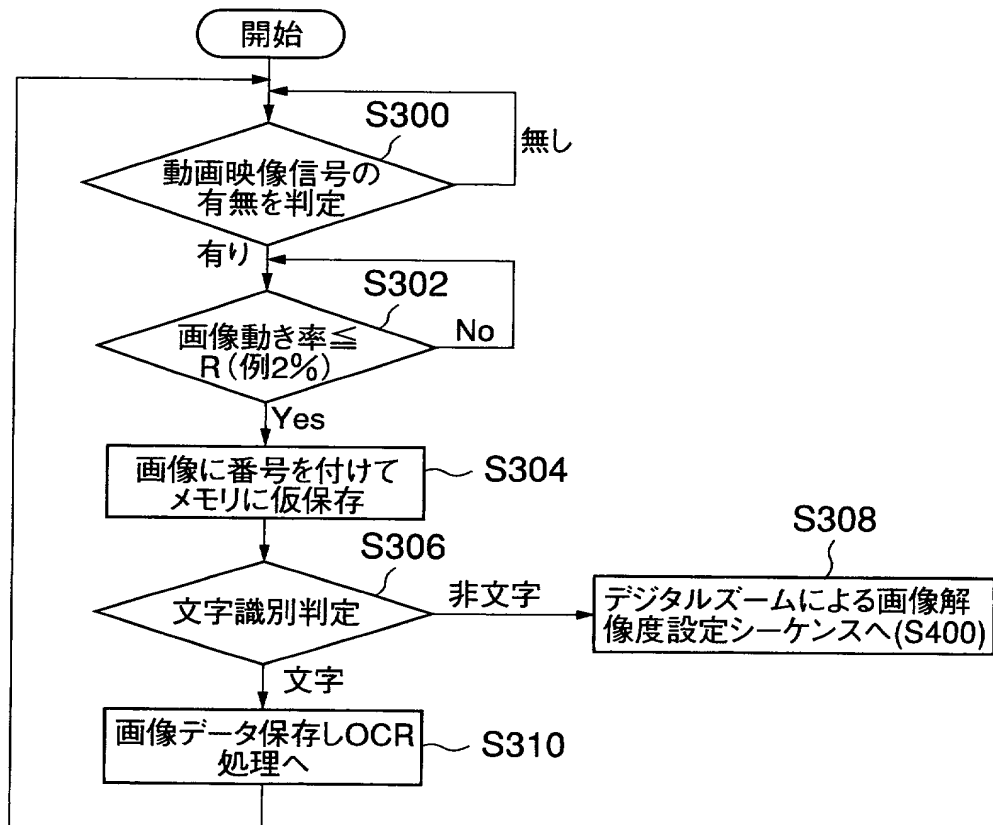 開始
S300
動画映像信号の
有無を判定
無し
有り
S302
画像動き率≦
R(例2%)
No
Yes
画像に番号を付けて
メモリに仮保存
S304
S306
文字識別判定
非文字
S308
デジタルズームによる画像解
像度設定シーケンスへ(S400)
文字
画像データ保存しOCR
処理へ
S310